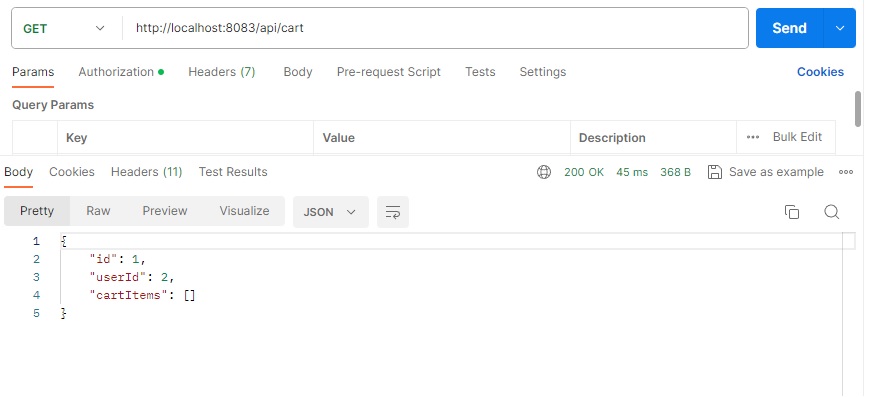 GET http://localhost:8083/api/cart Send
Params Authorization Headers (7) Body Pre-request Script Tests Settings Cookies
Query Params
Key Value Description ••• Bulk Edit
Body Cookies Headers (11) Test Results 200 OK 45 ms 368 B Save as example
Pretty Raw Preview Visualize JSON
1 {
2 "id": 1,
3 "userId": 2,
4 "cartItems": []
5 }